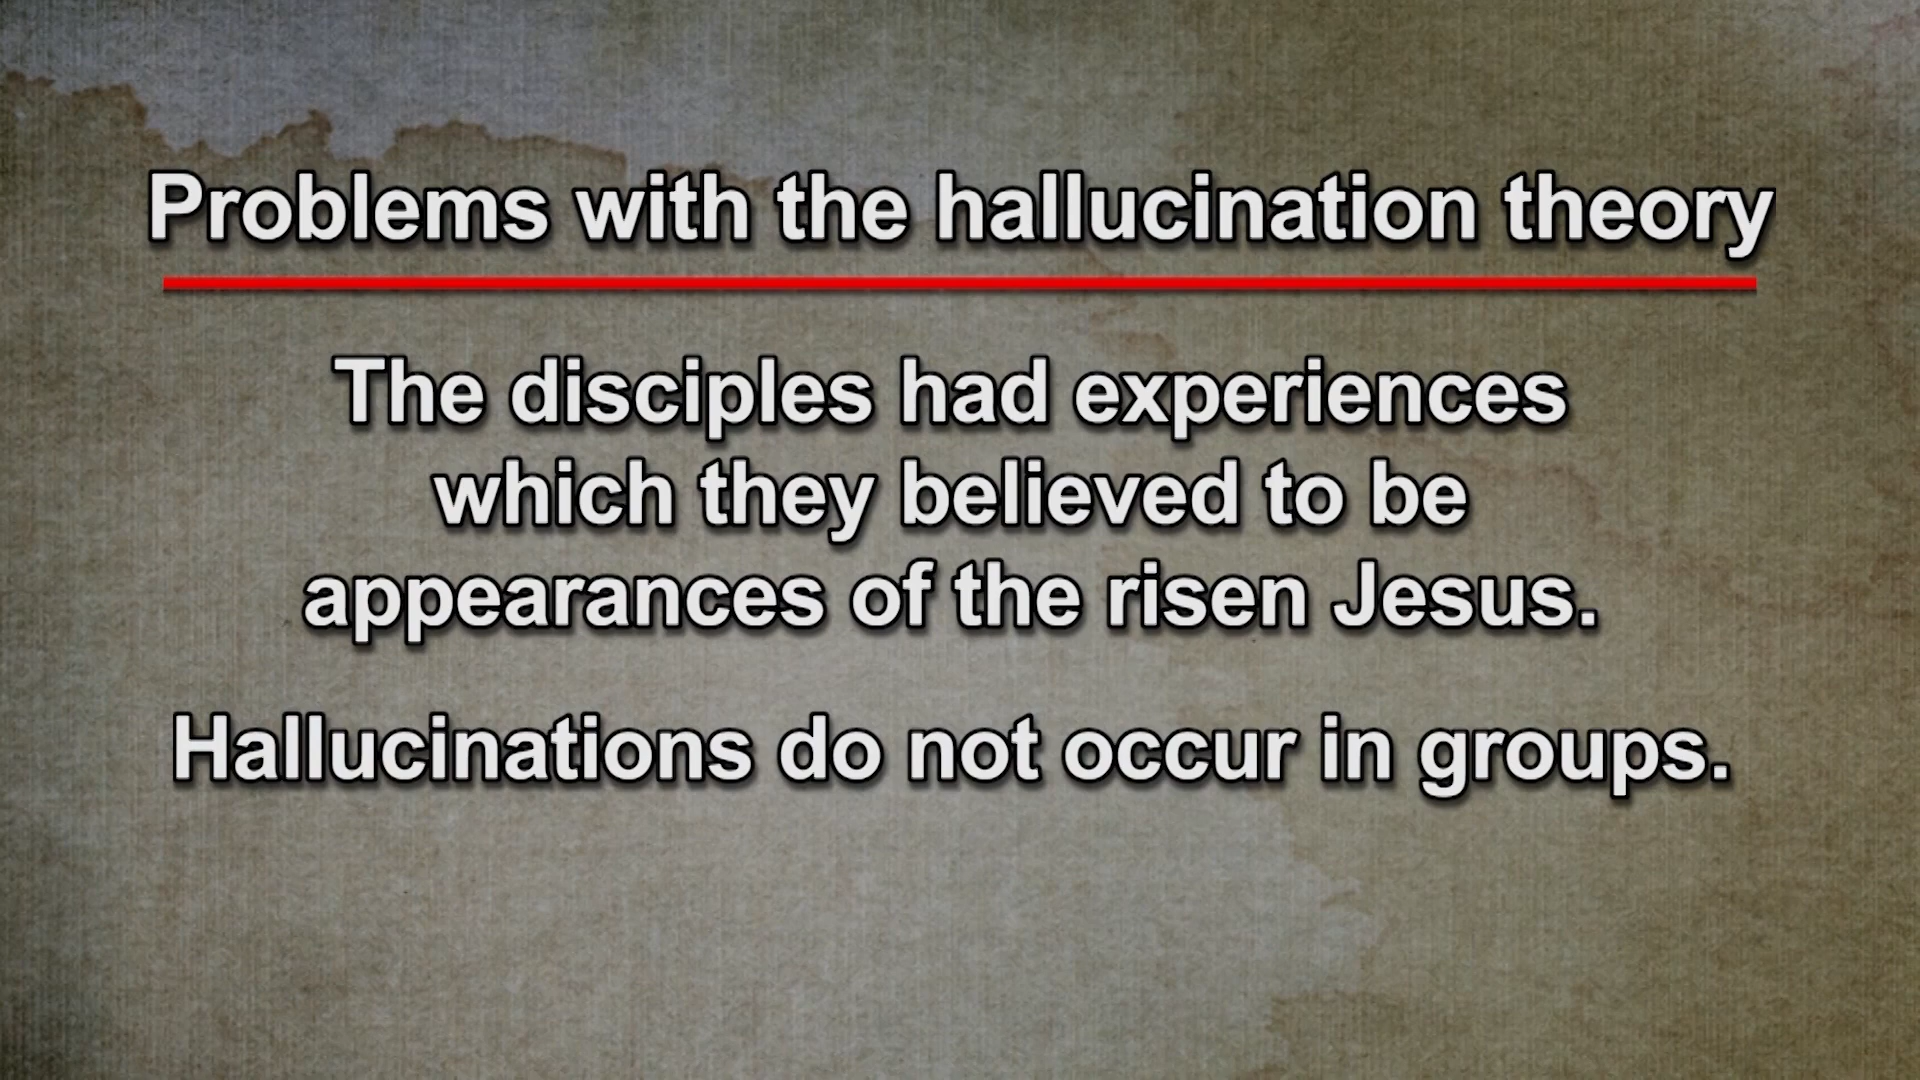 Problems with the hallucination theory
The disciples had experiences
which they believed to be
appearances of the risen Jesus.
Hallucinations do not occur in groups.